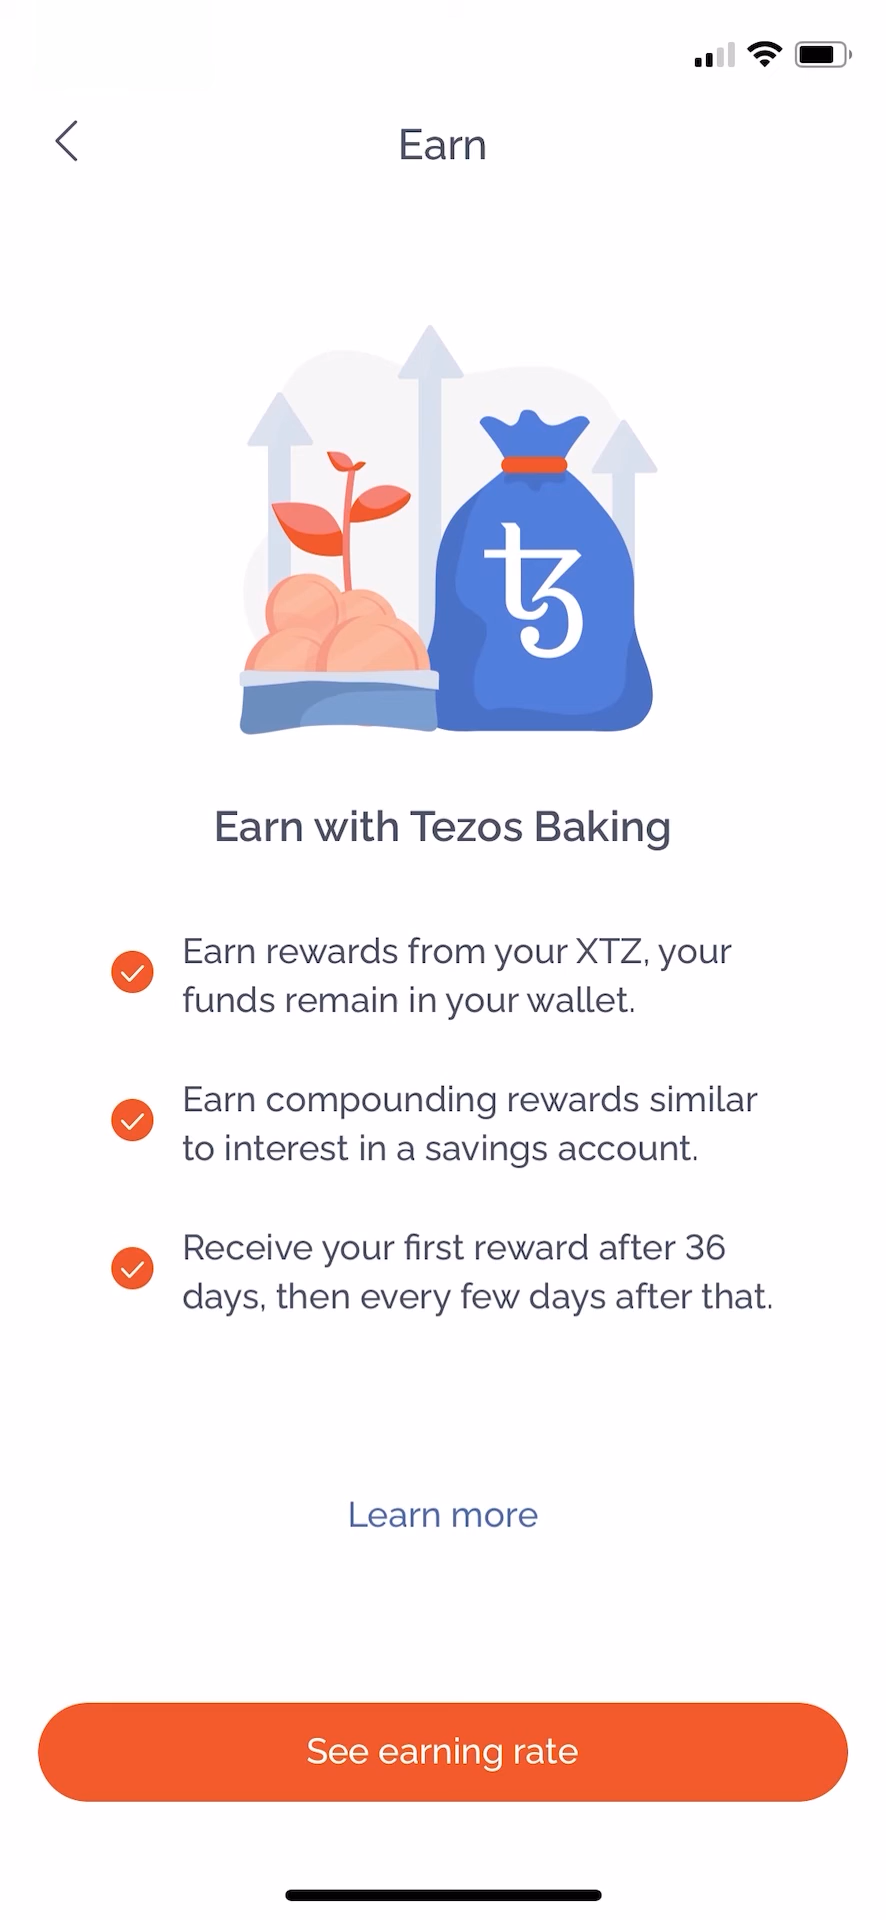 Earn
ꜩ
Earn with Tezos Baking
Earn rewards from your XTZ, your
funds remain in your wallet.
Earn compounding rewards similar
to interest in a savings account.
Receive your first reward after 36
days, then every few days after that.
Learn more
See earning rate